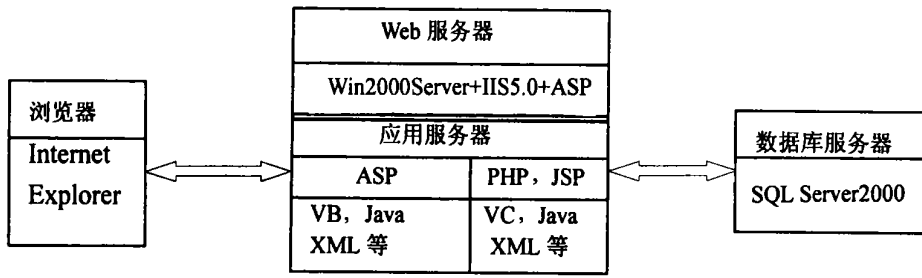 浏览器
Internet
Explorer
Web 服务器
Win2000Server+IIS5.0+ASP
应用服务器
ASP
PHP，JSP
VB，Java
XML 等
VC，Java
XML 等
数据库服务器
SQL Server2000